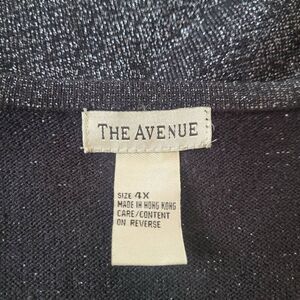 THE AVENUE
SIZE 4X
MADE IN HONG KONG
CARE/CONTENT
ON REVERSE